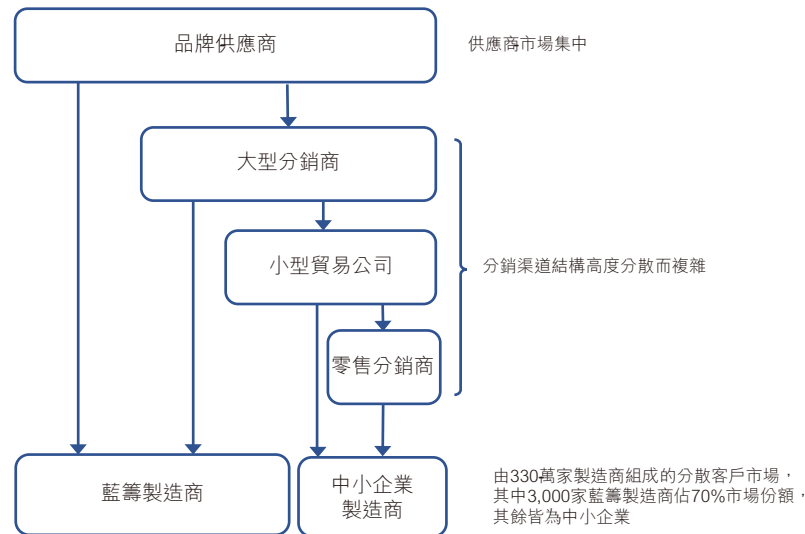 品牌供應商
供應商市場集中
大型分銷商
小型貿易公司
分銷渠道結構高度分散而複雜
零售分銷商
藍籌製造商
中小企業
製造商
由330萬家製造商組成的分散客戶市場，
其中3,000家藍籌製造商佔70%市場份額，
其餘皆為中小企業